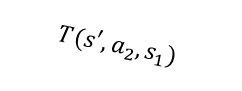 T(s′, a₂, s₁)